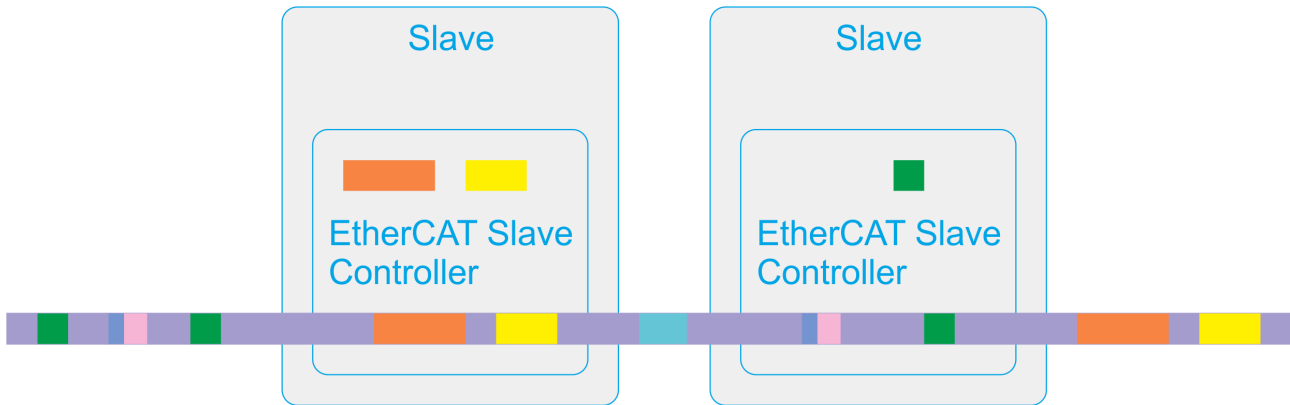 Slave
EtherCAT Slave
Controller
Slave
EtherCAT Slave
Controller